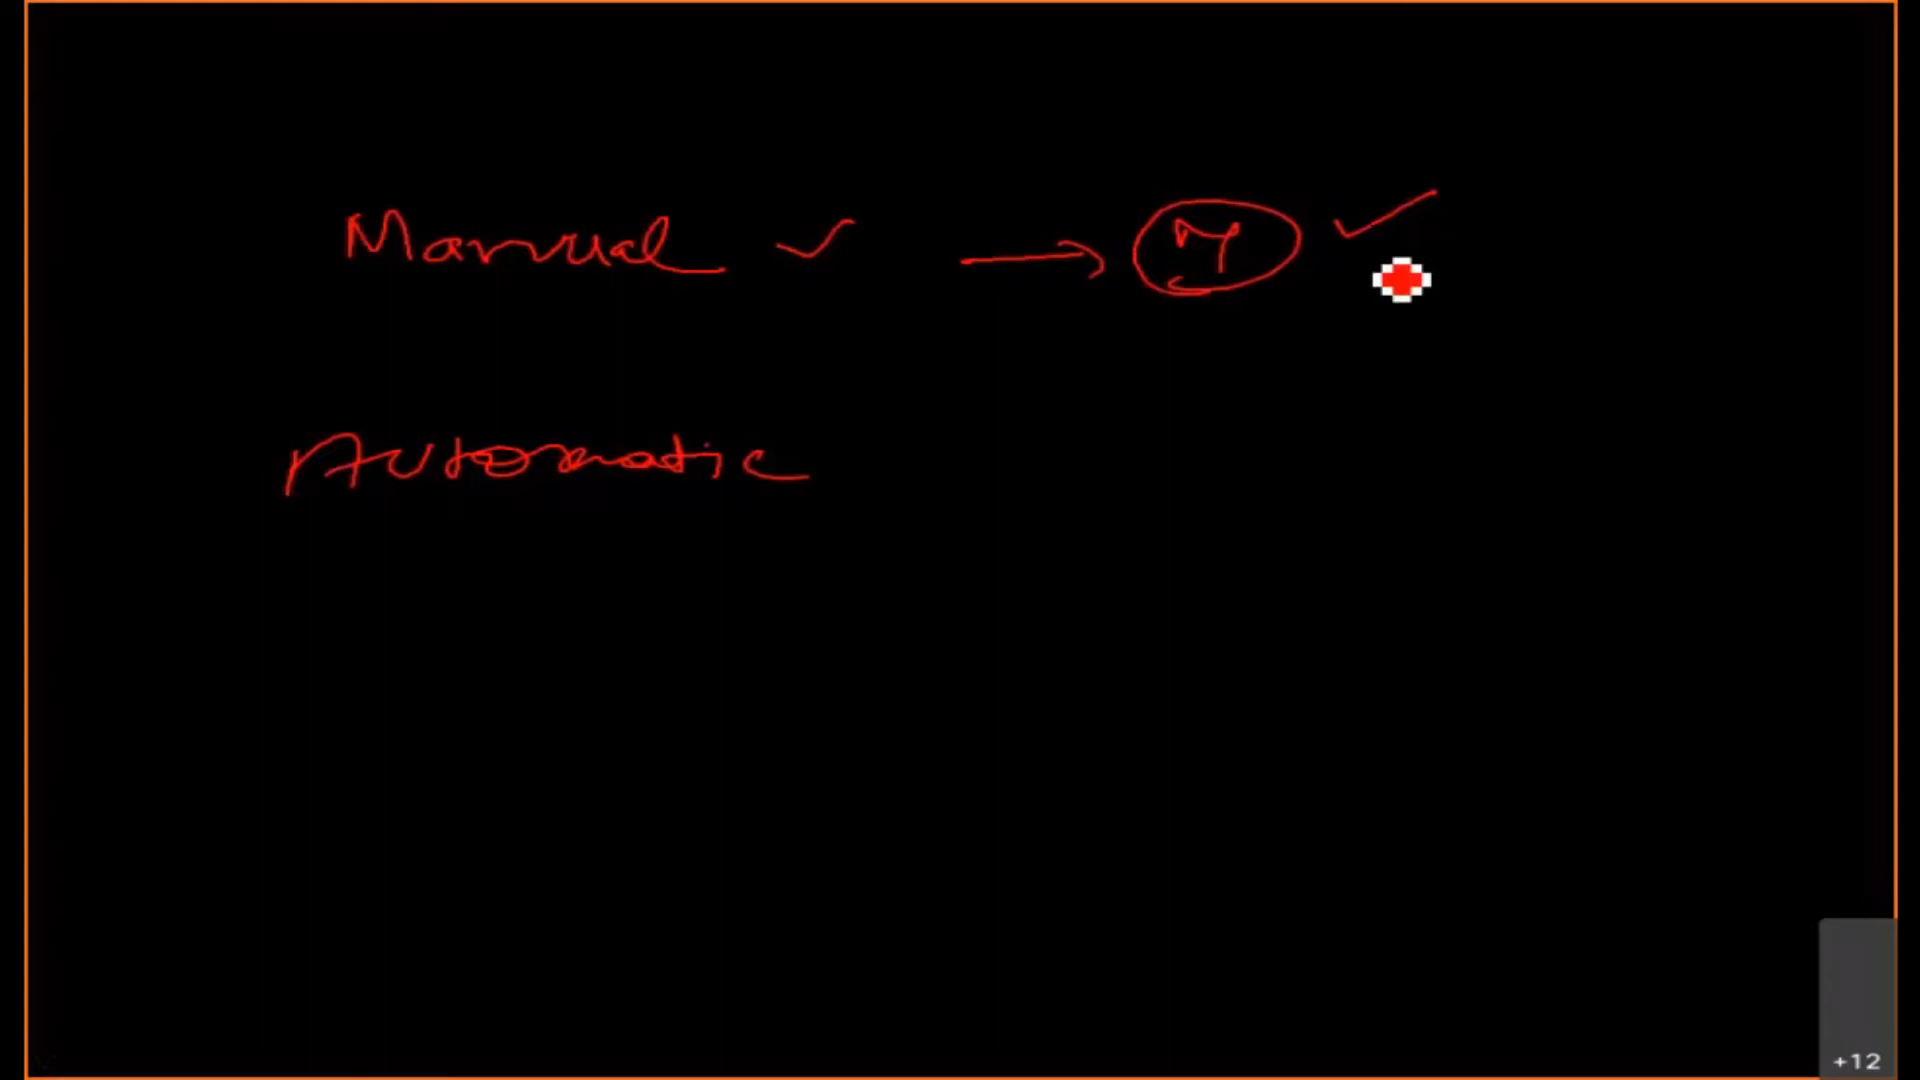 Manual ✓ → M ✓
Automatic
+12